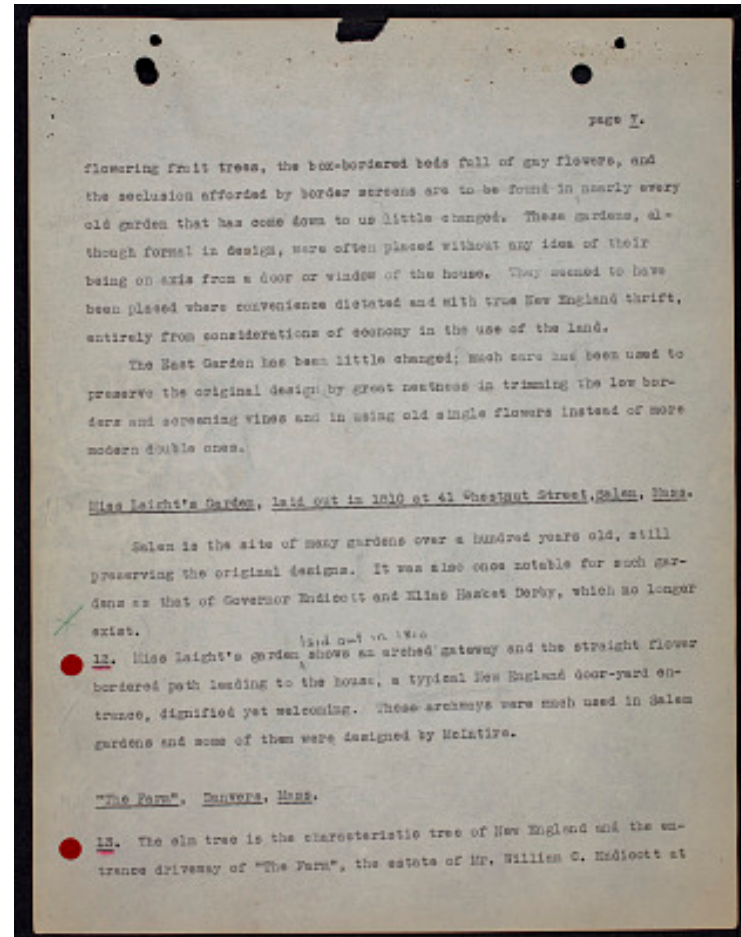 page 7.
flowering fruit trees, the box-bordered beds full of gay flowers, and
the seclusion afforded by border screens are to be found in nearly every
old garden that has come down to us little changed. These gardens, al-
though formal in design, were often placed without any idea of their
being on axis from a door or window of the house. They seemed to have
been placed where convenience dictated and with true New England thrift,
entirely from considerations of economy in the use of the land.
The East Garden has been little changed; much care has been used to
preserve the original design by great neatness in trimming the low bor-
ders and screening vines and in using old single flowers instead of more
modern double ones.
Miss Laight's Garden, laid out in 1810 at 41 Chestnut Street, Salem, Mass.
Salem is the site of many gardens over a hundred years old, still
preserving the original designs. It was also once notable for such gar-
dens as that of Governor Endicott and Elias Hasket Derby, which no longer
exist.
laid out in 1810
12. Miss Laight's garden shows an arched gateway and the straight flower
bordered path leading to the house, a typical New England door-yard en-
trance, dignified yet welcoming. These archways were much used in Salem
gardens and some of them were designed by McIntire.
"The Farm", Danvers, Mass.
13. The elm tree is the characteristic tree of New England and the en-
trance driveway of "The Farm", the estate of Mr. William C. Endicott at